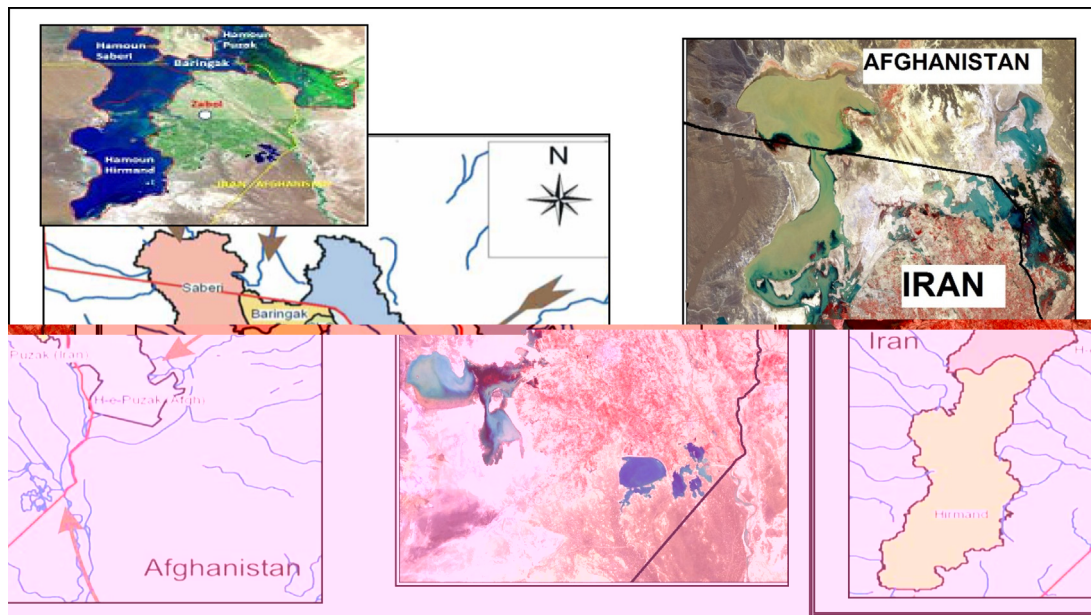 Hamoun
Saberi
Hamoun
Puzak
Baringak
Zabol
Hamoun
Hirmand
IRAN AFGHANISTAN
N
AFGHANISTAN
IRAN
Saberi
Baringak
Puzak (Iran)
H-e-Puzak (Afgh)
Afghanistan
Iran
Hirmand